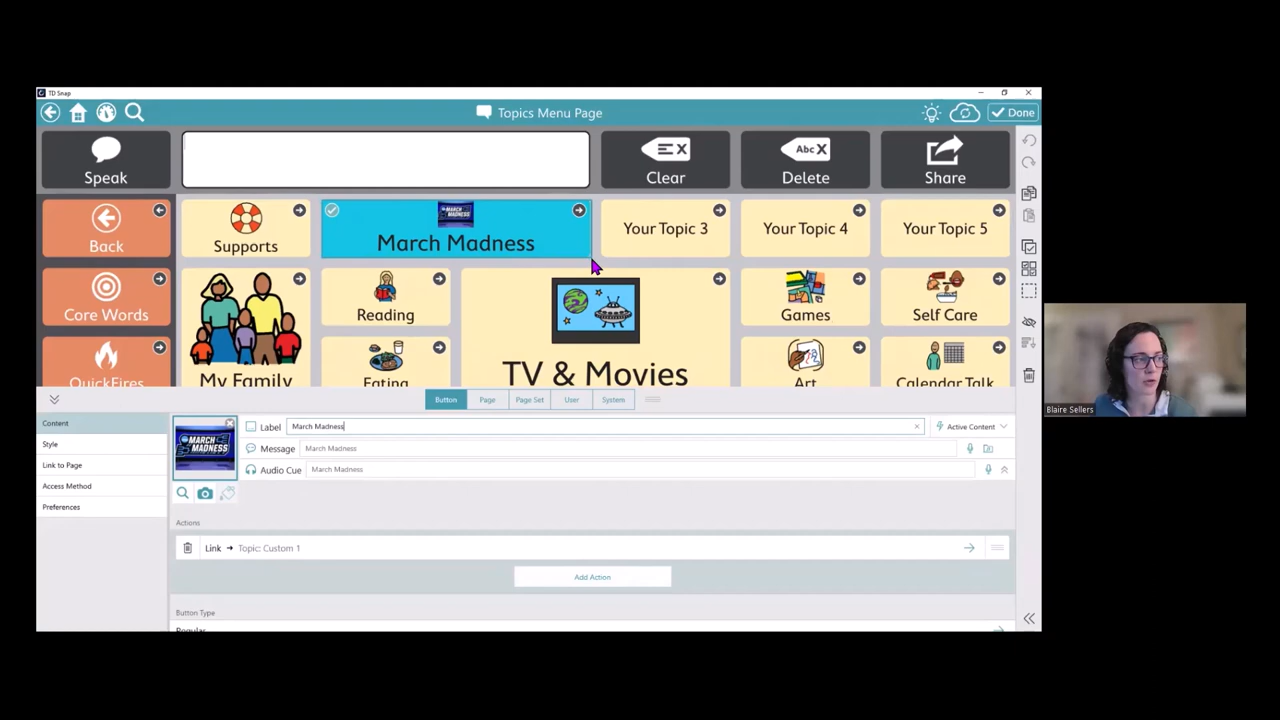 TD Snap
Topics Menu Page
Done
Speak
Clear
Abc X
Delete
Share
Back
Supports
MARCH MADNESS
March Madness
Your Topic 3
Your Topic 4
Your Topic 5
Core Words
My Family
Reading
TV & Movies
Games
Self Care
QuickFires
Eating
Art
Calendar Talk
Button
Page
Page Set
User
System
Content
Style
Link to Page
Access Method
Preferences
MARCH MADNESS
Label
March Madness
Active Content
Message
March Madness
Audio Cue
March Madness
Actions
Link
Topic: Custom 1
Add Action
Button Type
Regular
Blaire Sellers